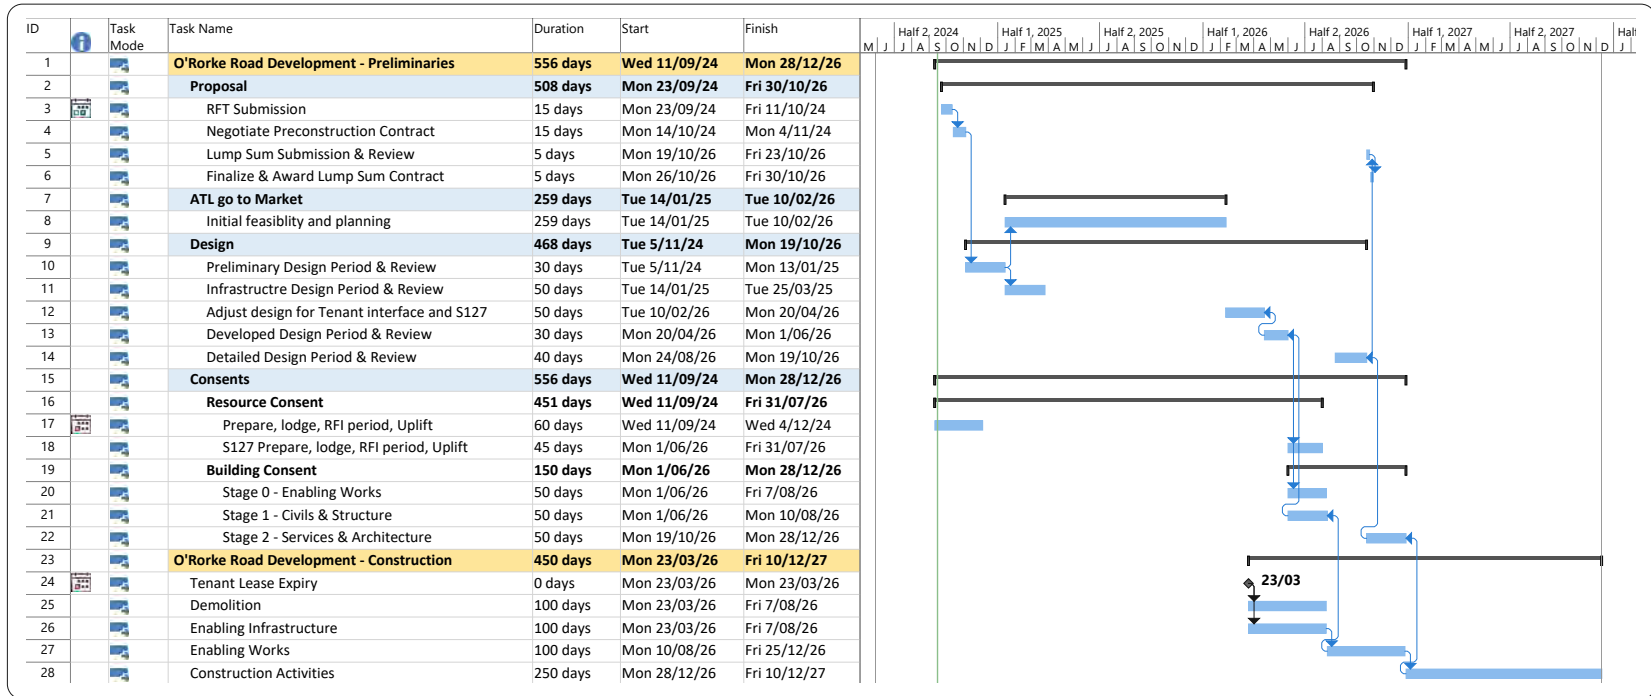 ID Task Mode Task Name Duration Start Finish
Half 2, 2024 Half 1, 2025 Half 2, 2025 Half 1, 2026 Half 2, 2026 Half 1, 2027 Half 2, 2027
M J J A S O N D J F M A M J J A S O N D J F M A M J J A S O N D J F M A M J J A S O N D
1 O'Rorke Road Development - Preliminaries 556 days Wed 11/09/24 Mon 28/12/26
2 Proposal 508 days Mon 23/09/24 Fri 30/10/26
3 RFT Submission 15 days Mon 23/09/24 Fri 11/10/24
4 Negotiate Preconstruction Contract 15 days Mon 14/10/24 Mon 4/11/24
5 Lump Sum Submission & Review 5 days Mon 19/10/26 Fri 23/10/26
6 Finalize & Award Lump Sum Contract 5 days Mon 26/10/26 Fri 30/10/26
7 ATL go to Market 259 days Tue 14/01/25 Tue 10/02/26
8 Initial feasiblity and planning 259 days Tue 14/01/25 Tue 10/02/26
9 Design 468 days Tue 5/11/24 Mon 19/10/26
10 Preliminary Design Period & Review 30 days Tue 5/11/24 Mon 13/01/25
11 Infrastructre Design Period & Review 50 days Tue 14/01/25 Tue 25/03/25
12 Adjust design for Tenant interface and S127 50 days Tue 10/02/26 Mon 20/04/26
13 Developed Design Period & Review 30 days Mon 20/04/26 Mon 1/06/26
14 Detailed Design Period & Review 40 days Mon 24/08/26 Mon 19/10/26
15 Consents 556 days Wed 11/09/24 Mon 28/12/26
16 Resource Consent 451 days Wed 11/09/24 Fri 31/07/26
17 Prepare, lodge, RFI period, Uplift 60 days Wed 11/09/24 Wed 4/12/24
18 S127 Prepare, lodge, RFI period, Uplift 45 days Mon 1/06/26 Fri 31/07/26
19 Building Consent 150 days Mon 1/06/26 Mon 28/12/26
20 Stage 0 - Enabling Works 50 days Mon 1/06/26 Fri 7/08/26
21 Stage 1 - Civils & Structure 50 days Mon 1/06/26 Mon 10/08/26
22 Stage 2 - Services & Architecture 50 days Mon 19/10/26 Mon 28/12/26
23 O'Rorke Road Development - Construction 450 days Mon 23/03/26 Fri 10/12/27
24 Tenant Lease Expiry 0 days Mon 23/03/26 Mon 23/03/26 23/03
25 Demolition 100 days Mon 23/03/26 Fri 7/08/26
26 Enabling Infrastructure 100 days Mon 23/03/26 Fri 7/08/26
27 Enabling Works 100 days Mon 10/08/26 Fri 25/12/26
28 Construction Activities 250 days Mon 28/12/26 Fri 10/12/27